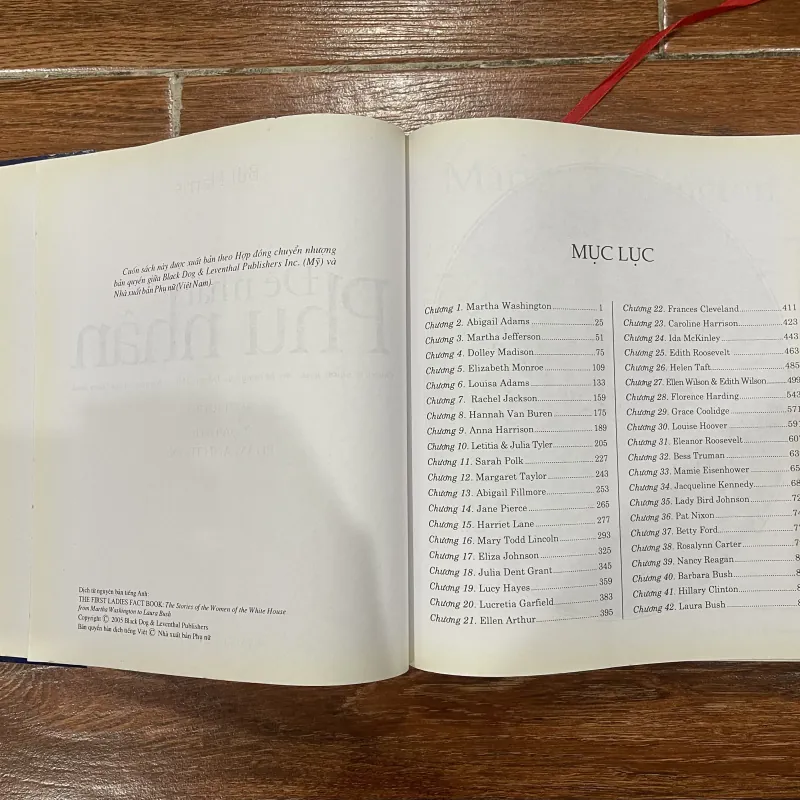 Cuốn sách này được xuất bản theo Hợp đồng chuyển nhượng
bản quyền giữa Black Dog & Leventhal Publishers Inc. (Mỹ) và
Nhà xuất bản Phụ nữ (Việt Nam).
Dịch từ nguyên bản tiếng Anh:
THE FIRST LADIES FACT BOOK: The Stories of the Women of the White House
from Martha Washington to Laura Bush
Copyright © 2005 Black Dog & Leventhal Publishers
Bản quyền bản dịch tiếng Việt © Nhà xuất bản Phụ nữ
MỤC LỤC
Chương 1. Martha Washington 1
Chương 2. Abigail Adams 25
Chương 3. Martha Jefferson 51
Chương 4. Dolley Madison 75
Chương 5. Elizabeth Monroe 109
Chương 6. Louisa Adams 133
Chương 7. Rachel Jackson 159
Chương 8. Hannah Van Buren 175
Chương 9. Anna Harrison 189
Chương 10. Letitia & Julia Tyler 205
Chương 11. Sarah Polk 227
Chương 12. Margaret Taylor 243
Chương 13. Abigail Fillmore 253
Chương 14. Jane Pierce 265
Chương 15. Harriet Lane 277
Chương 16. Mary Todd Lincoln 293
Chương 17. Eliza Johnson 325
Chương 18. Julia Dent Grant 345
Chương 19. Lucy Hayes 359
Chương 20. Lucretia Garfield 383
Chương 21. Ellen Arthur 395
Chương 22. Frances Cleveland 411
Chương 23. Caroline Harrison 423
Chương 24. Ida McKinley 443
Chương 25. Edith Roosevelt 463
Chương 26. Helen Taft 485
Chương 27. Ellen Wilson & Edith Wilson 499
Chương 28. Florence Harding 543
Chương 29. Grace Coolidge 571
Chương 30. Louise Hoover 591
Chương 31. Eleanor Roosevelt
Chương 32. Bess Truman
Chương 33. Mamie Eisenhower
Chương 34. Jacqueline Kennedy
Chương 35. Lady Bird Johnson
Chương 36. Pat Nixon
Chương 37. Betty Ford
Chương 38. Rosalynn Carter
Chương 39. Nancy Reagan
Chương 40. Barbara Bush
Chương 41. Hillary Clinton
Chương 42. Laura Bush